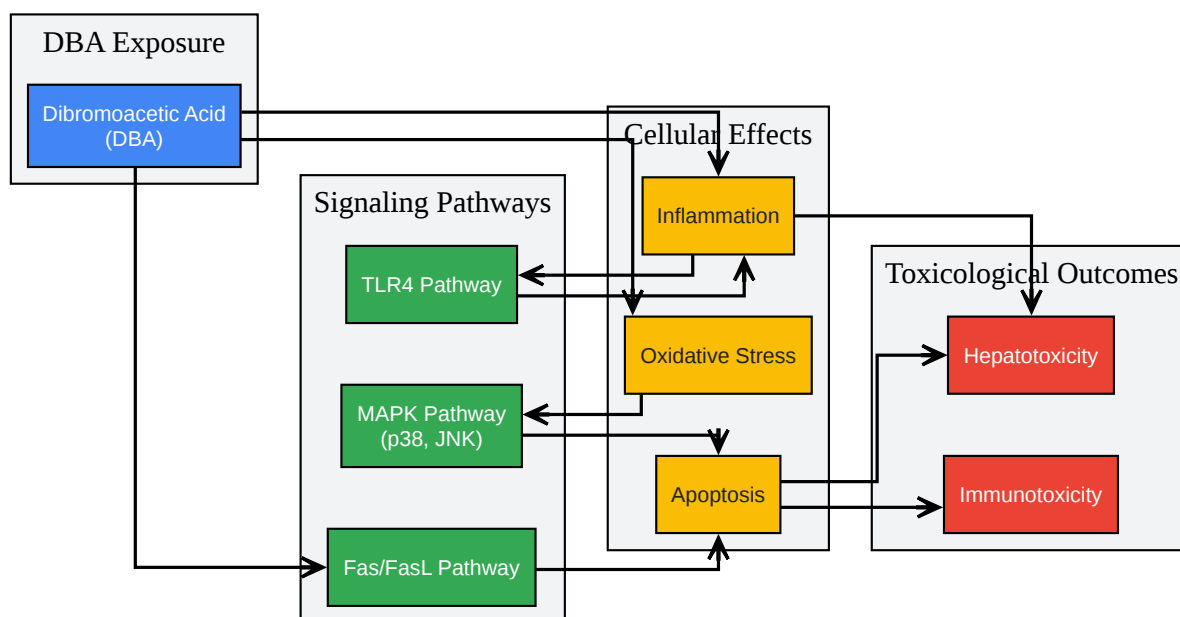 DBA Exposure
Dibromoacetic Acid
(DBA)
Signaling Pathways
TLR4 Pathway
MAPK Pathway
(p38, JNK)
Fas/FasL Pathway
Cellular Effects
Inflammation
Oxidative Stress
Apoptosis
Toxicological Outcomes
Hepatotoxicity
Immunotoxicity